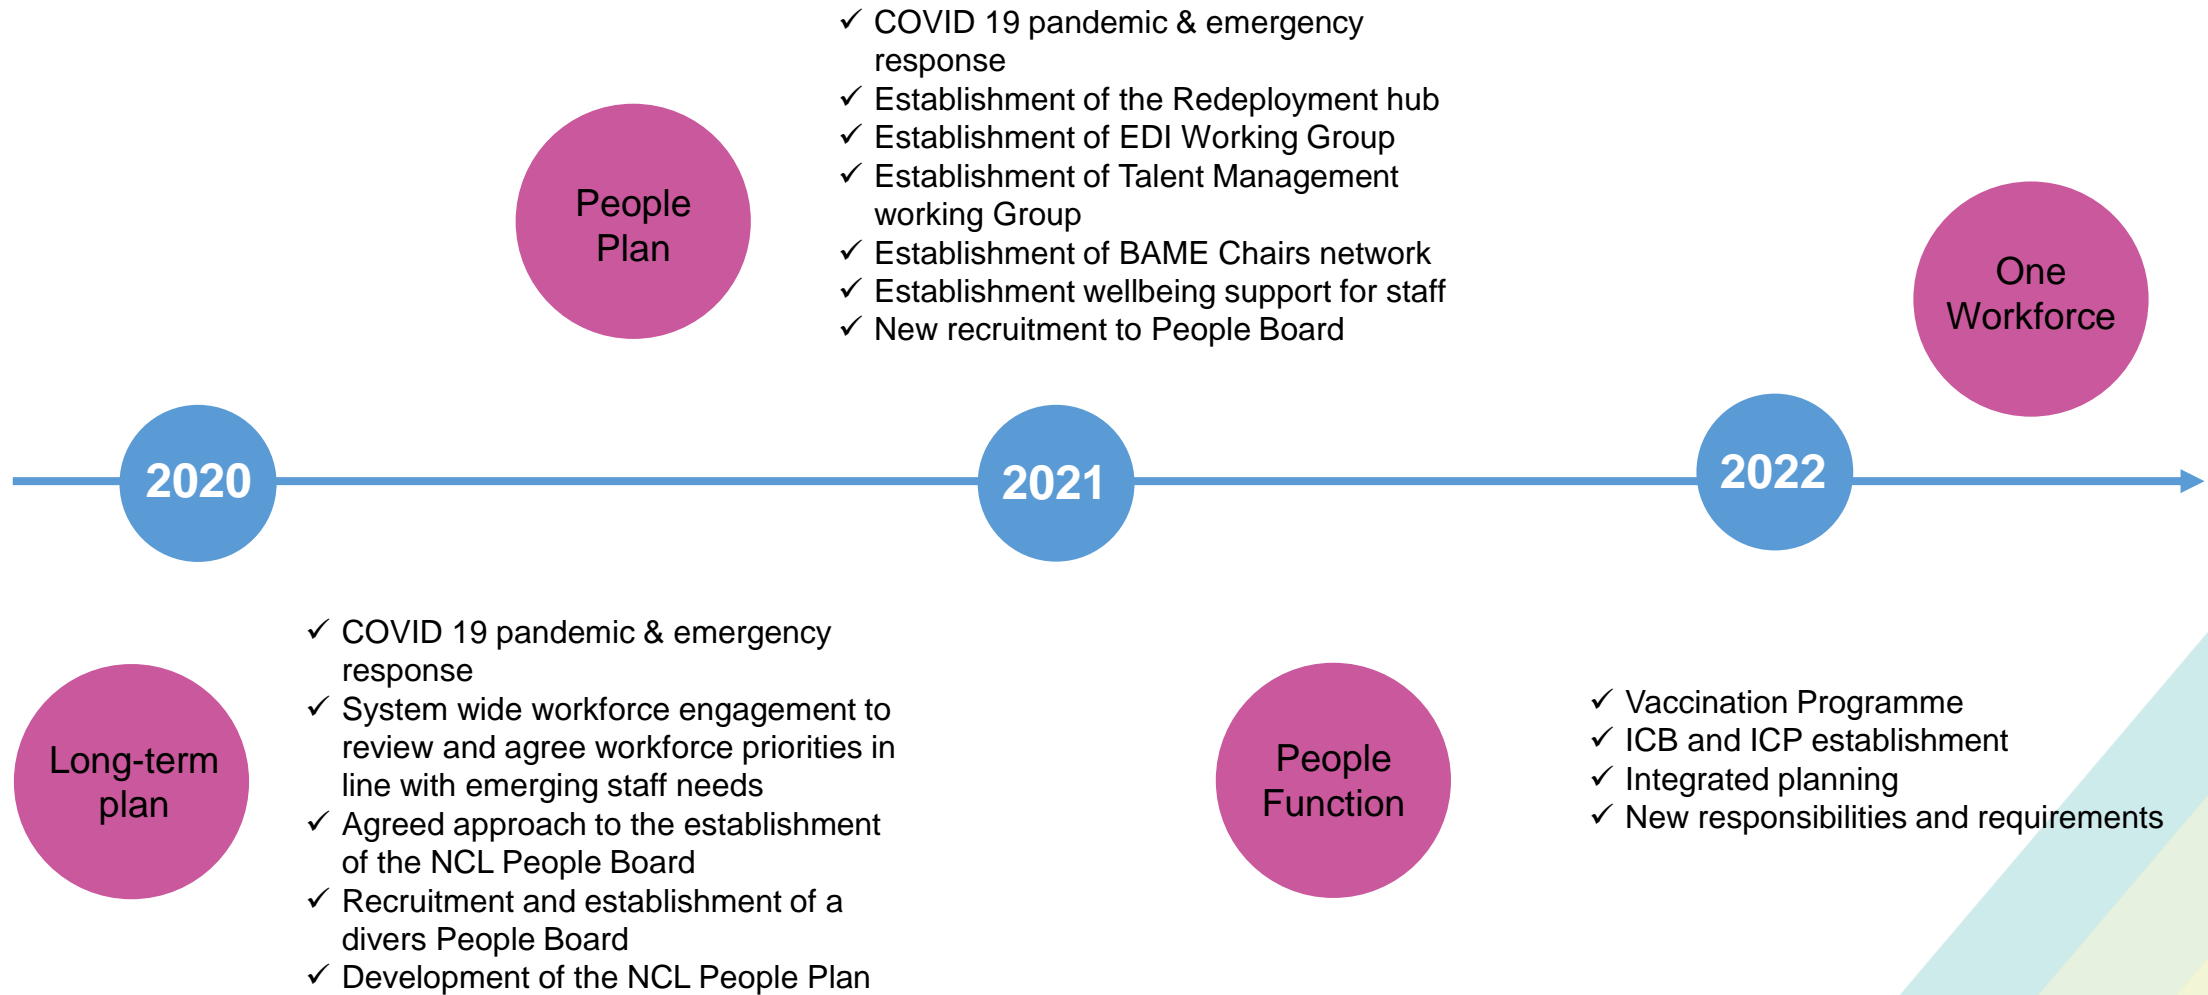 ✓ COVID 19 pandemic & emergency
response
✓ Establishment of the Redeployment hub
✓ Establishment of EDI Working Group
✓ Establishment of Talent Management
working Group
✓ Establishment of BAME Chairs network
✓ Establishment wellbeing support for staff
✓ New recruitment to People Board
People
Plan
One
Workforce
2020
2021
2022
Long-term
plan
✓ COVID 19 pandemic & emergency
response
✓ System wide workforce engagement to
review and agree workforce priorities in
line with emerging staff needs
✓ Agreed approach to the establishment
of the NCL People Board
✓ Recruitment and establishment of a
divers People Board
✓ Development of the NCL People Plan
People
Function
✓ Vaccination Programme
✓ ICB and ICP establishment
✓ Integrated planning
✓ New responsibilities and requirements